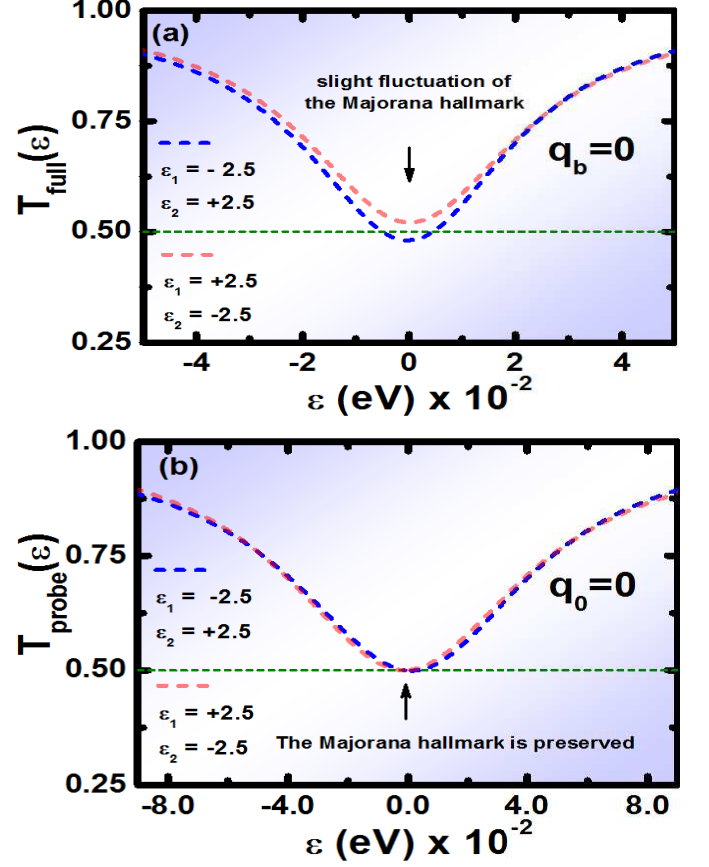 1.00
(a)
slight fluctuation of
the Majorana hallmark
0.75
T_full(ε)
q_b=0
ε_1 = - 2.5
ε_2 = +2.5
0.50
ε_1 = +2.5
ε_2 = -2.5
0.25
-4 -2 0 2 4
ε (eV) x 10^-2
1.00
(b)
0.75
T_probe(ε)
q_0=0
ε_1 = -2.5
ε_2 = +2.5
0.50
ε_1 = +2.5
ε_2 = -2.5
The Majorana hallmark is preserved
0.25
-8.0 -4.0 0.0 4.0 8.0
ε (eV) x 10^-2